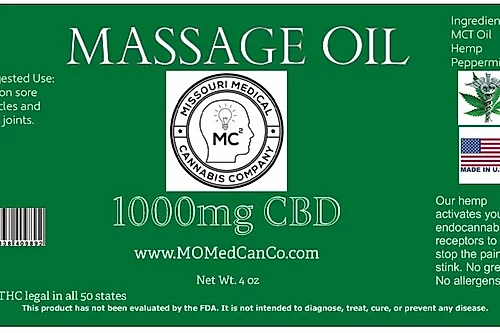 MASSAGE OIL
gested Use:
on sore
cles and
joints.
MISSOURI MEDICAL
MC²
CANNABIS COMPANY
1000mg CBD
www.MOMedCanCo.com
Net Wt. 4 oz
THC legal in all 50 states
Ingredien
MCT Oil
Hemp
Peppermi
MADE IN U.
Our hemp
activates you
endocannab
receptors to
stop the pain
stink. No gre
No allergens
This product has not been evaluated by the FDA. It is not intended to diagnose, treat, cure, or prevent any disease.